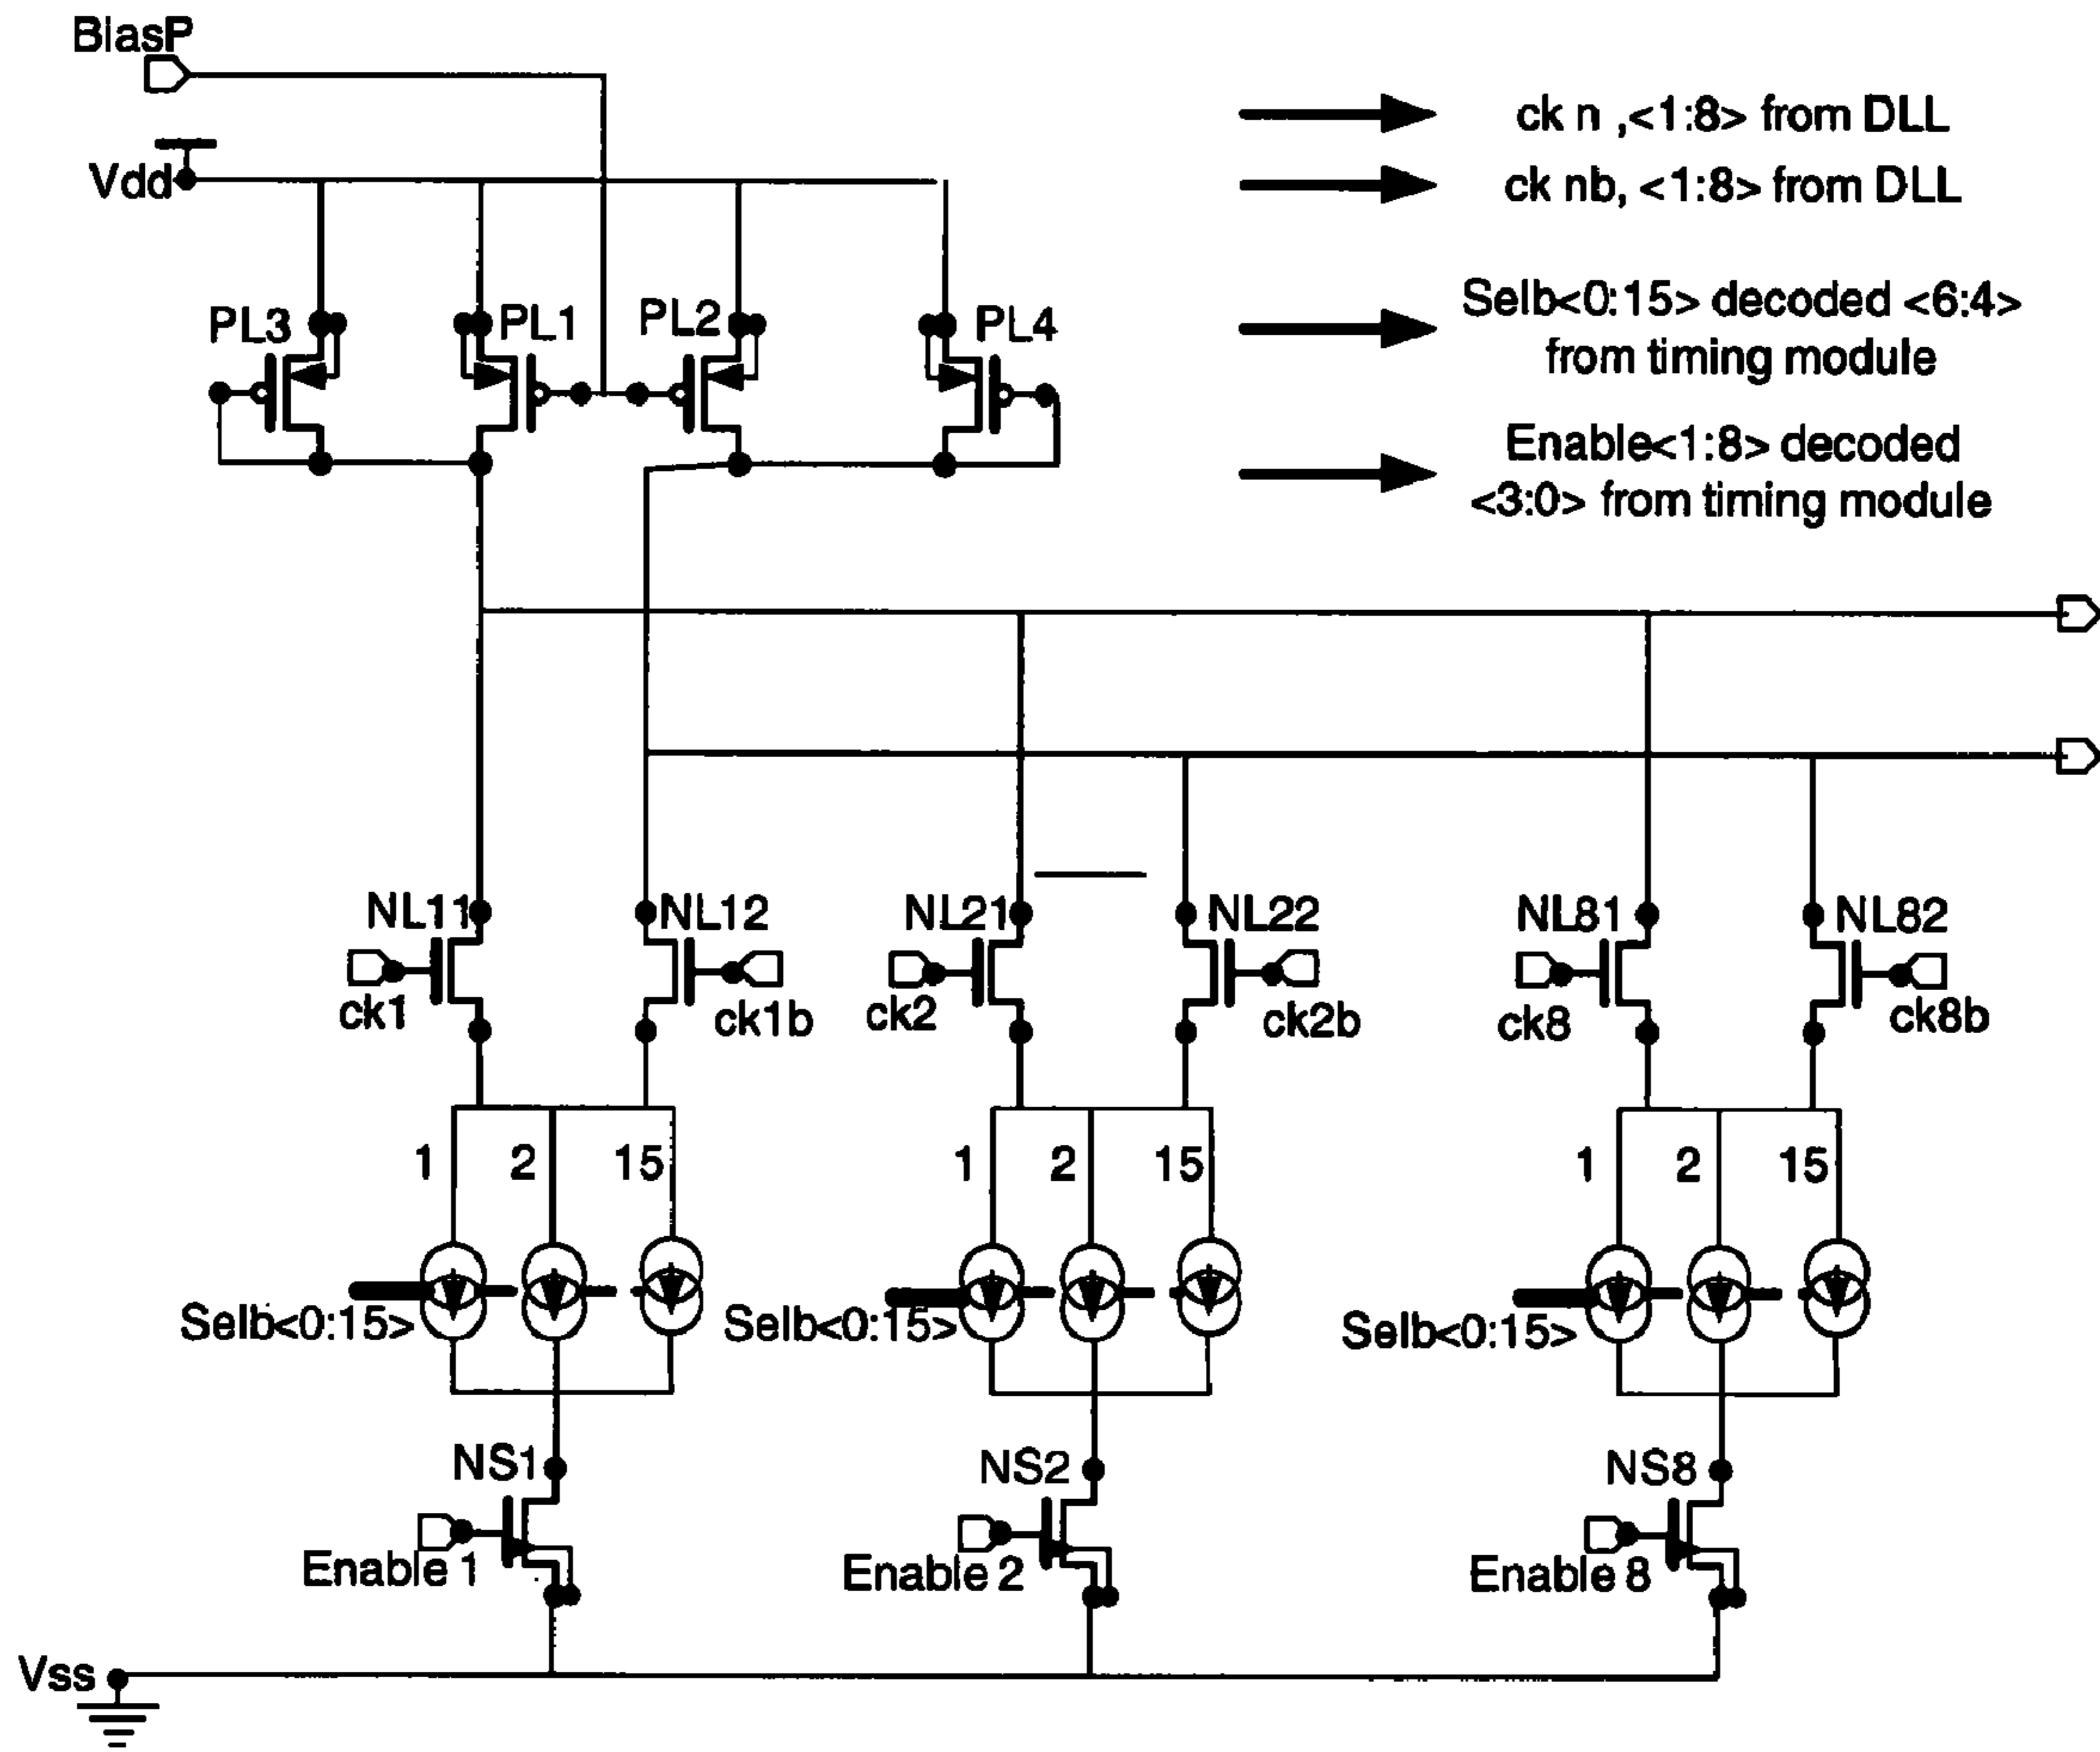 BiasP
Vdd
ck n ,<1:8> from DLL
ck nb, <1:8> from DLL
Selb<0:15> decoded <6:4>
from timing module
Enable<1:8> decoded
<3:0> from timing module
PL3
PL1
PL2
PL4
NL11
NL12
NL21
NL22
NL81
NL82
ck1
ck1b
ck2
ck2b
ck8
ck8b
1
2
15
1
2
15
1
2
15
Selb<0:15>
Selb<0:15>
Selb<0:15>
NS1
NS2
NS8
Enable 1
Enable 2
Enable 8
Vss